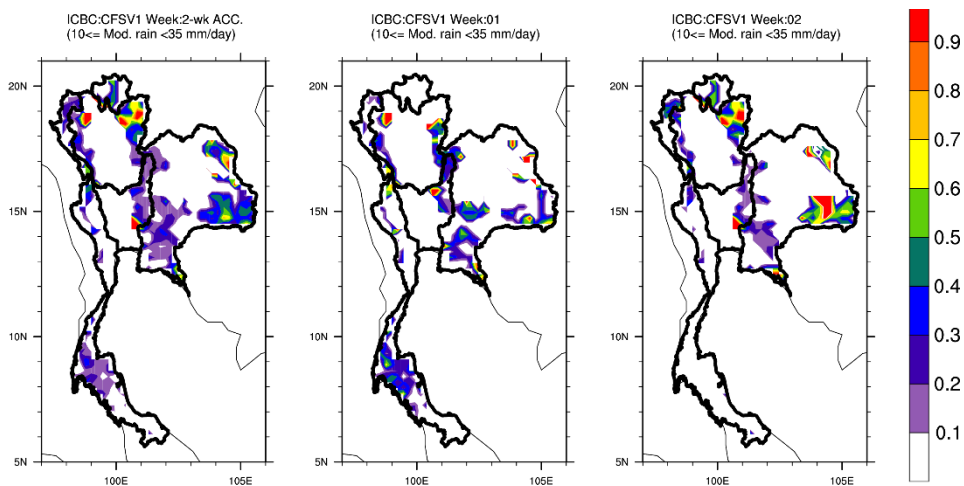 ICBC:CFSV1 Week:2-wk ACC.
(10<= Mod. rain <35 mm/day)
20N
15N
10N
5N
100E
105E
ICBC:CFSV1 Week:01
(10<= Mod. rain <35 mm/day)
20N
15N
10N
5N
100E
105E
ICBC:CFSV1 Week:02
(10<= Mod. rain <35 mm/day)
20N
15N
10N
5N
100E
105E
0.9
0.8
0.7
0.6
0.5
0.4
0.3
0.2
0.1